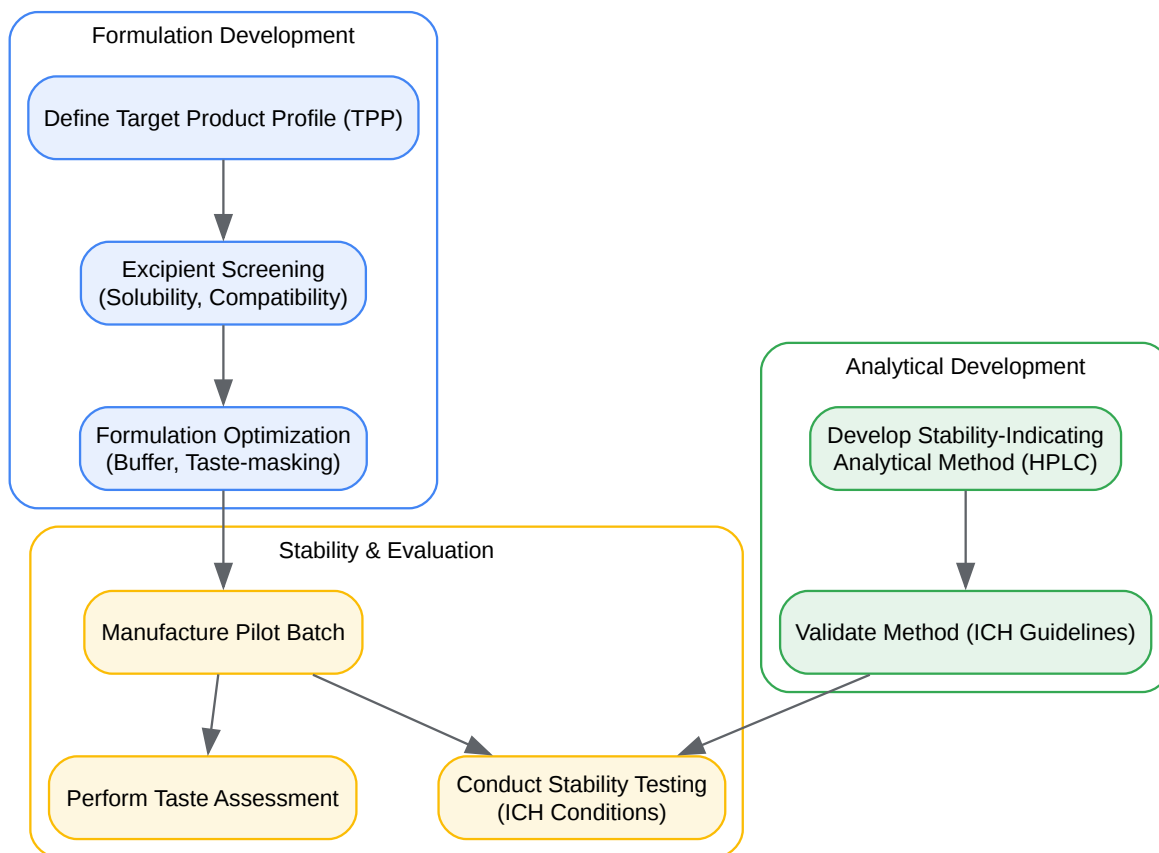 Formulation Development
Define Target Product Profile (TPP)
Excipient Screening
(Solubility, Compatibility)
Formulation Optimization
(Buffer, Taste-masking)
Analytical Development
Develop Stability-Indicating
Analytical Method (HPLC)
Validate Method (ICH Guidelines)
Stability & Evaluation
Manufacture Pilot Batch
Perform Taste Assessment
Conduct Stability Testing
(ICH Conditions)